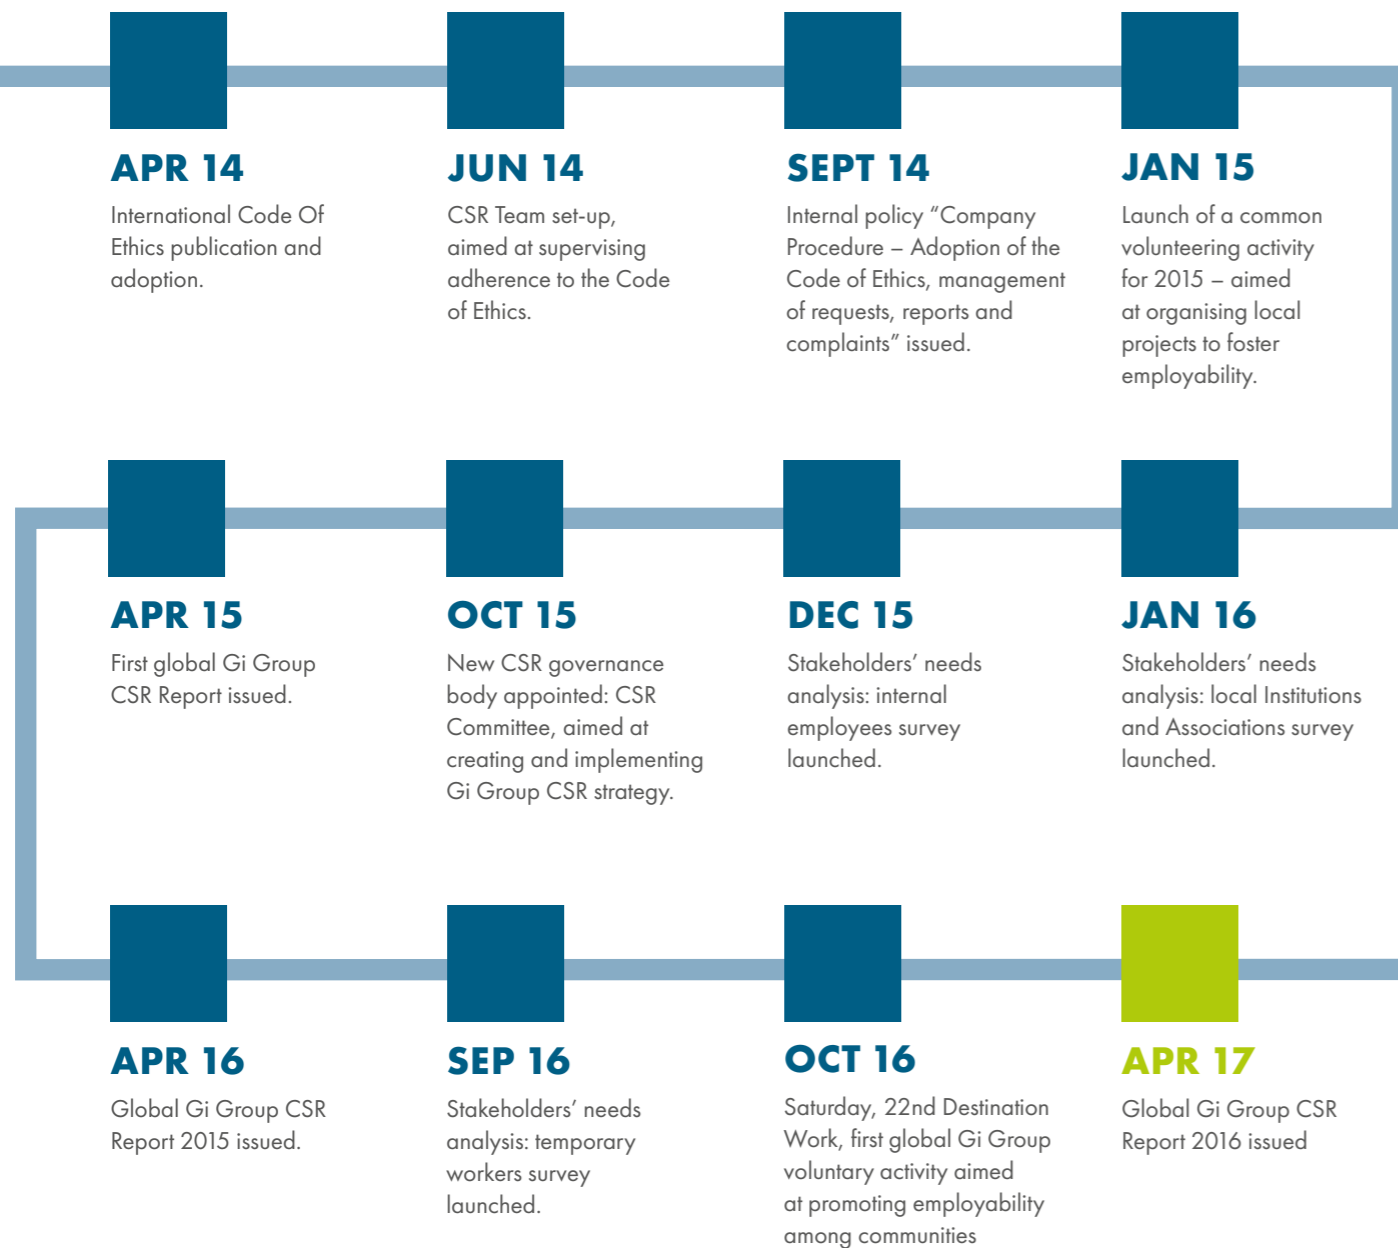 APR 14
International Code Of
Ethics publication and
adoption.
JUN 14
CSR Team set-up,
aimed at supervising
adherence to the Code
of Ethics.
SEPT 14
Internal policy “Company
Procedure – Adoption of the
Code of Ethics, management
of requests, reports and
complaints” issued.
JAN 15
Launch of a common
volunteering activity
for 2015 – aimed
at organising local
projects to foster
employability.
APR 15
First global Gi Group
CSR Report issued.
OCT 15
New CSR governance
body appointed: CSR
Committee, aimed at
creating and implementing
Gi Group CSR strategy.
DEC 15
Stakeholders’ needs
analysis: internal
employees survey
launched.
JAN 16
Stakeholders’ needs
analysis: local Institutions
and Associations survey
launched.
APR 16
Global Gi Group CSR
Report 2015 issued.
SEP 16
Stakeholders’ needs
analysis: temporary
workers survey
launched.
OCT 16
Saturday, 22nd Destination
Work, first global Gi Group
voluntary activity aimed
at promoting employability
among communities
APR 17
Global Gi Group CSR
Report 2016 issued